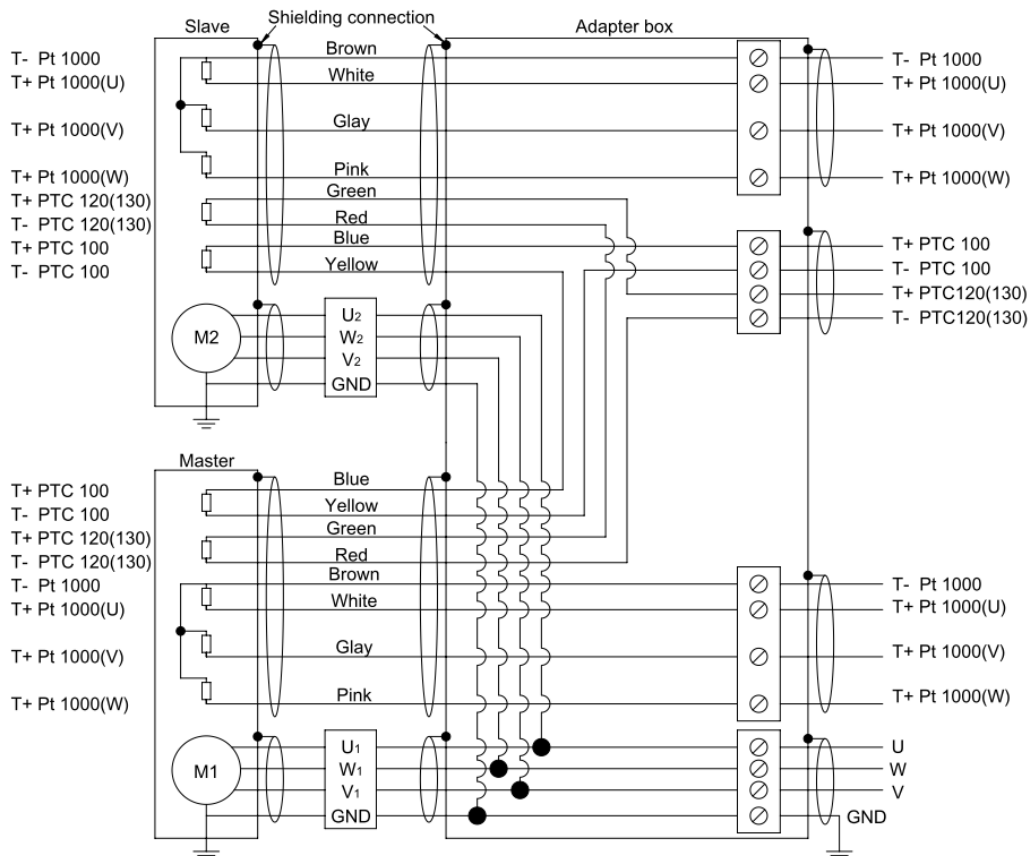 Slave
Shielding connection
Adapter box
T- Pt 1000
Brown
T- Pt 1000
T+ Pt 1000(U)
White
T+ Pt 1000(U)
T+ Pt 1000(V)
Glay
T+ Pt 1000(V)
T+ Pt 1000(W)
Pink
T+ Pt 1000(W)
T+ PTC 120(130)
Green
T- PTC 120(130)
Red
T+ PTC 100
Blue
T+ PTC 100
T- PTC 100
Yellow
T- PTC 100
T+ PTC120(130)
T- PTC120(130)
M2
U2
W2
V2
GND
Master
T+ PTC 100
Blue
T- PTC 100
Yellow
T+ PTC 120(130)
Green
T- PTC 120(130)
Red
T- Pt 1000
Brown
T- Pt 1000
T+ Pt 1000(U)
White
T+ Pt 1000(U)
T+ Pt 1000(V)
Glay
T+ Pt 1000(V)
T+ Pt 1000(W)
Pink
T+ Pt 1000(W)
M1
U1
U
W1
W
V1
V
GND
GND